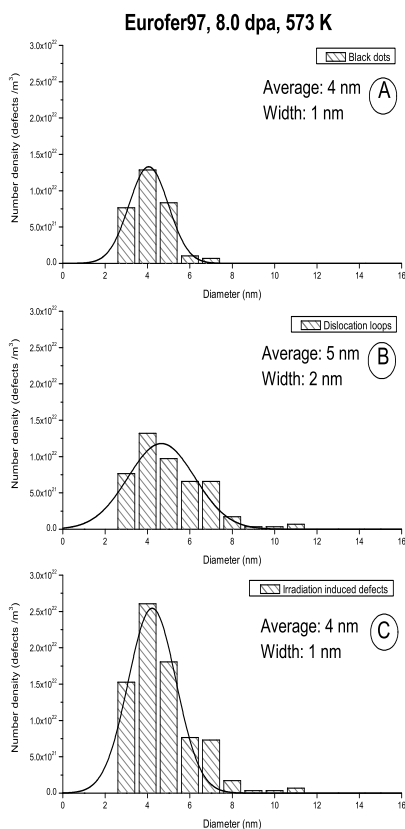 Eurofer97, 8.0 dpa, 573 K
3.0x10²²
2.5x10²²
2.0x10²²
1.5x10²²
1.0x10²²
5.0x10²¹
0.0
Number density (defects /m³)
Black dots
Average: 4 nm
Width: 1 nm
A
0 2 4 6 8 10 12 14 16
Diameter (nm)
3.0x10²²
2.5x10²²
2.0x10²²
1.5x10²²
1.0x10²²
5.0x10²¹
0.0
Number density (defects /m³)
Dislocation loops
Average: 5 nm
Width: 2 nm
B
0 2 4 6 8 10 12 14 16
Diameter (nm)
3.0x10²²
2.5x10²²
2.0x10²²
1.5x10²²
1.0x10²²
5.0x10²¹
0.0
Number density (defects /m³)
Irradiation induced defects
Average: 4 nm
Width: 1 nm
C
0 2 4 6 8 10 12 14 16
Diameter (nm)